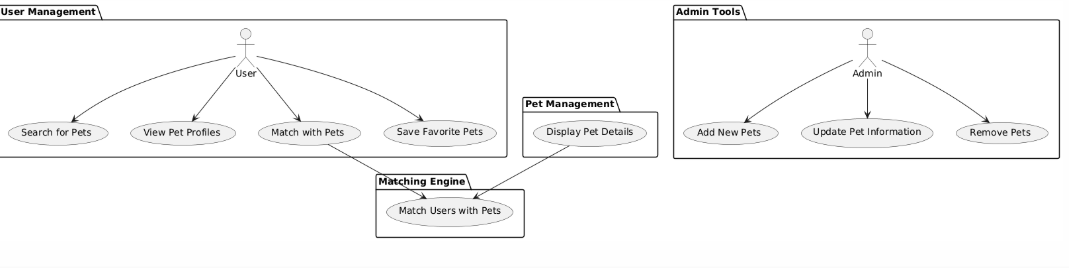 User Management
User
Search for Pets
View Pet Profiles
Match with Pets
Save Favorite Pets
Pet Management
Display Pet Details
Matching Engine
Match Users with Pets
Admin Tools
Admin
Add New Pets
Update Pet Information
Remove Pets